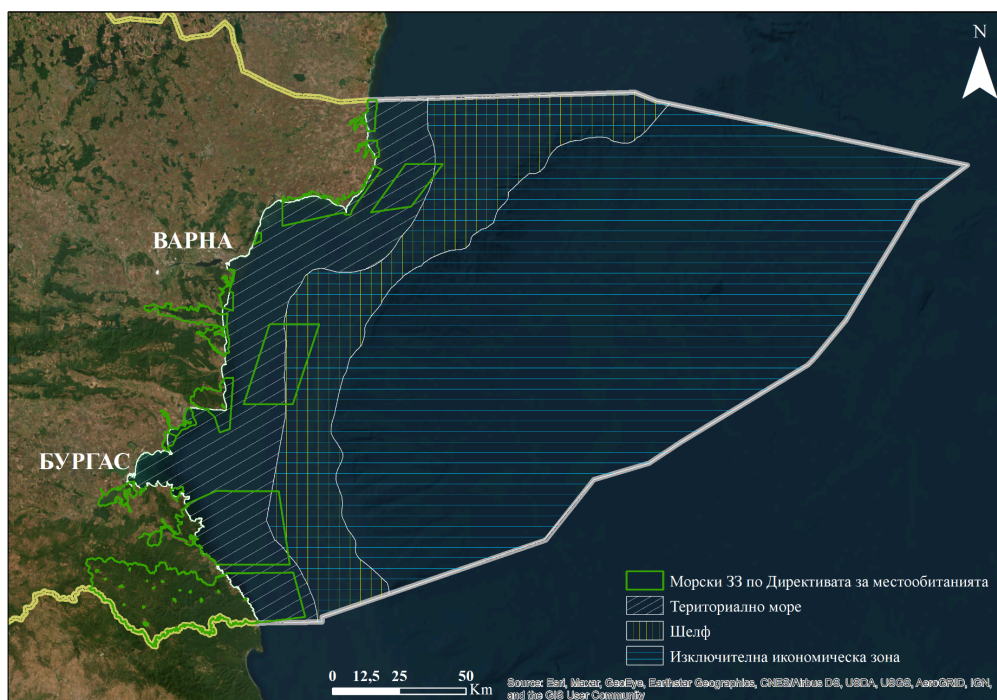 N
ВАРНА
БУРГАС
Морски ЗЗ по Директивата за местообитанията
Териториално море
Шелф
Изключителна икономическа зона
0 12,5 25 50
Km
Source: Esri, Maxar, GeoEye, Earthstar Geographics, CNES/Airbus DS, USDA, USGS, AeroGRID, IGN,
and the GIS User Community